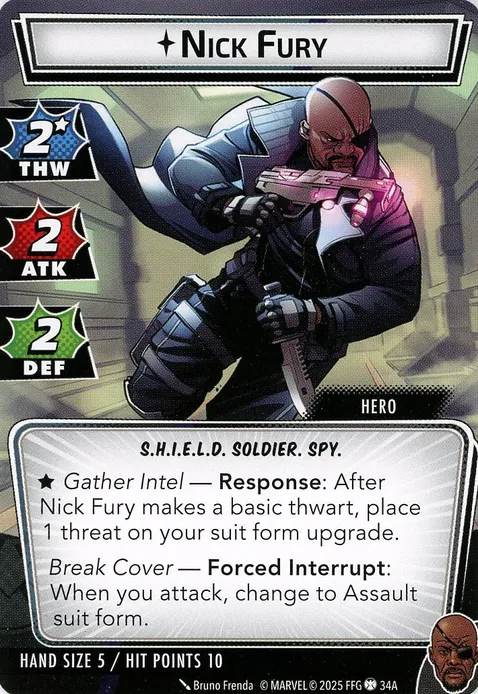 NICK FURY
2
THW
2
ATK
2
DEF
HERO
S.H.I.E.L.D. SOLDIER. SPY.
★ Gather Intel — Response: After
Nick Fury makes a basic thwart, place
1 threat on your suit form upgrade.
Break Cover — Forced Interrupt:
When you attack, change to Assault
suit form.
HAND SIZE 5 / HIT POINTS 10
Bruno Frenda © MARVEL © 2025 FFG 34A